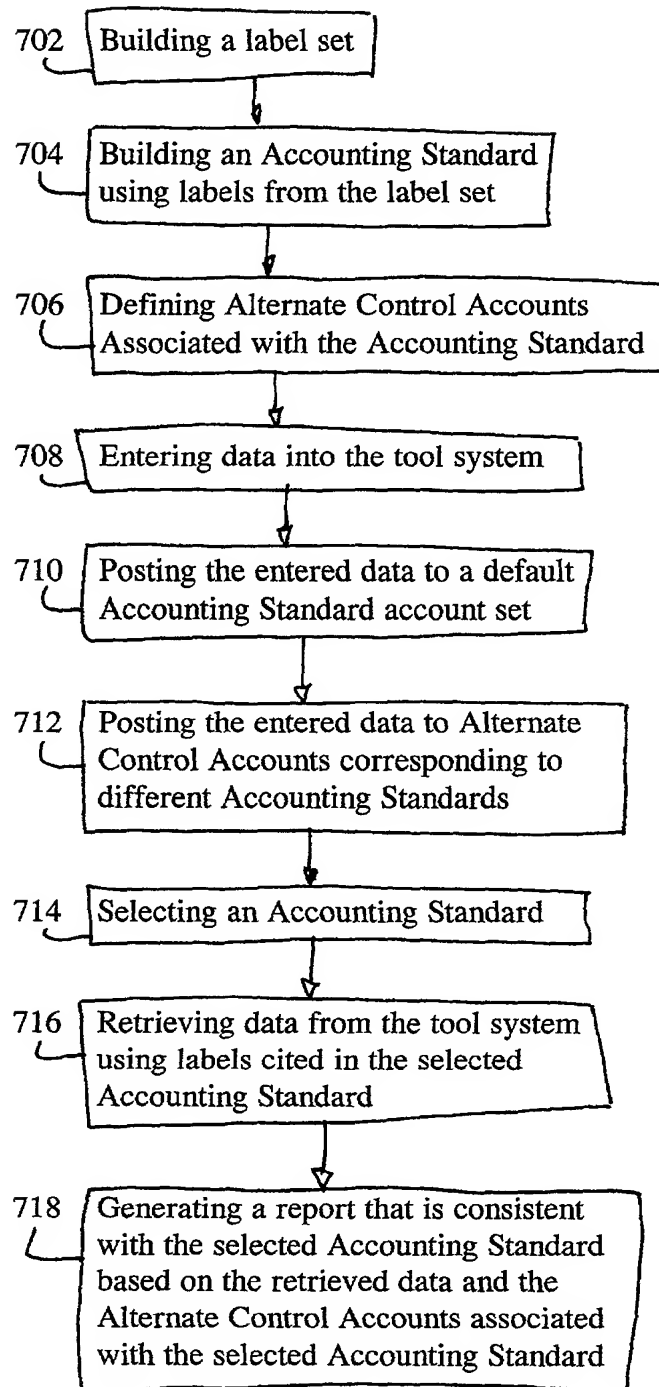 702 Building a label set
704 Building an Accounting Standard
using labels from the label set
706 Defining Alternate Control Accounts
Associated with the Accounting Standard
708 Entering data into the tool system
710 Posting the entered data to a default
Accounting Standard account set
712 Posting the entered data to Alternate
Control Accounts corresponding to
different Accounting Standards
714 Selecting an Accounting Standard
716 Retrieving data from the tool system
using labels cited in the selected
Accounting Standard
718 Generating a report that is consistent
with the selected Accounting Standard
based on the retrieved data and the
Alternate Control Accounts associated
with the selected Accounting Standard